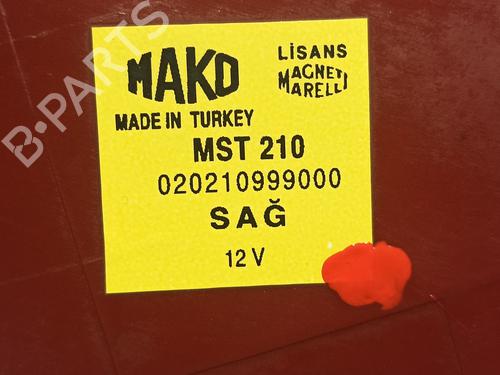 B-PARTS
MAKO
LİSANS
MAGNETI
MARELLI
MADE IN TURKEY
MST 210
020210999000
SAĞ
12 V